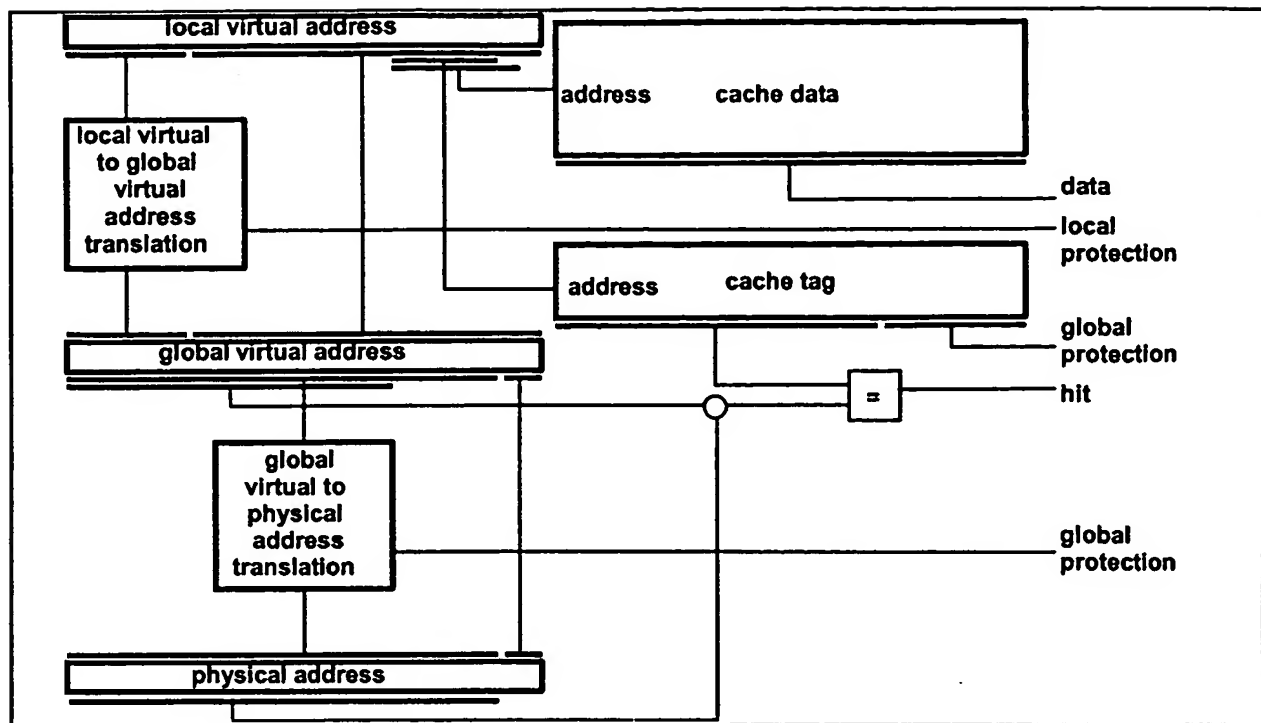 local virtual address
address cache data
local virtual
to global
virtual
address
translation
data
local
protection
address cache tag
global virtual address
global
protection
hit
=
global
virtual to
physical
address
translation
global
protection
physical address